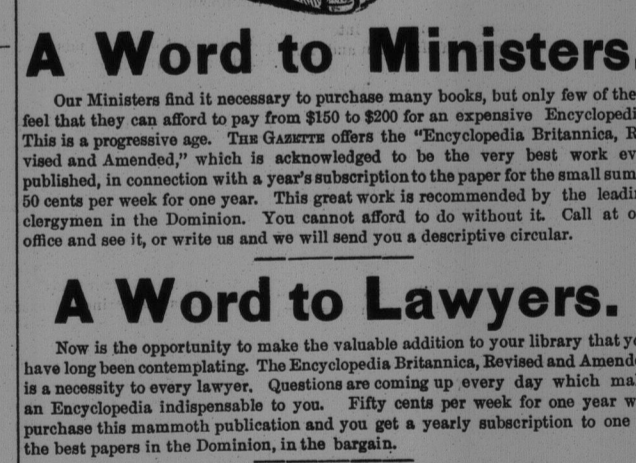 A Word to Ministers.
Our Ministers find it necessary to purchase many books, but only few of the
feel that they can afford to pay from $150 to $200 for an expensive Encyclopedi
This is a progressive age. THE GAZETTE offers the "Encyclopedia Britannica, R
vised and Amended," which is acknowledged to be the very best work ev
published, in connection with a year's subscription to the paper for the small sum
50 cents per week for one year. This great work is recommended by the leadi
clergymen in the Dominion. You cannot afford to do without it. Call at o
office and see it, or write us and we will send you a descriptive circular.
A Word to Lawyers.
Now is the opportunity to make the valuable addition to your library that y
have long been contemplating. The Encyclopedia Britannica, Revised and Amend
is a necessity to every lawyer. Questions are coming up every day which ma
an Encyclopedia indispensable to you. Fifty cents per week for one year w
purchase this mammoth publication and you get a yearly subscription to one
the best papers in the Dominion, in the bargain.